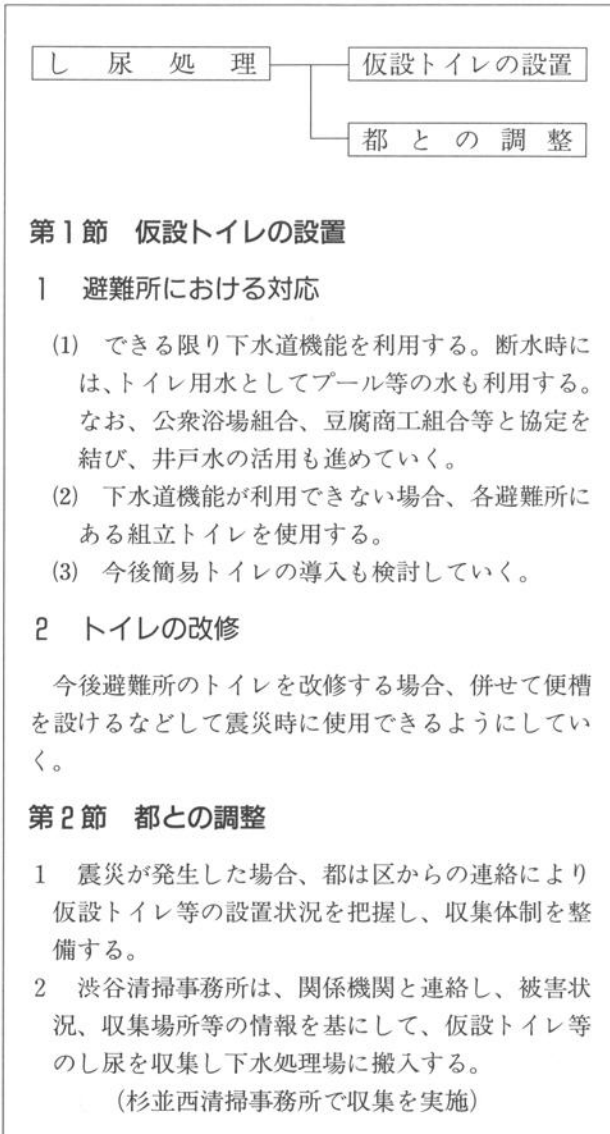 し尿処理
仮設トイレの設置
都との調整
第1節 仮設トイレの設置
1 避難所における対応
(1) できる限り下水道機能を利用する。断水時に
は、トイレ用水としてプール等の水も利用する。
なお、公衆浴場組合、豆腐商工組合等と協定を
結び、井戸水の活用も進めていく。
(2) 下水道機能が利用できない場合、各避難所に
ある組立トイレを使用する。
(3) 今後簡易トイレの導入も検討していく。
2 トイレの改修
今後避難所のトイレを改修する場合、併せて便槽
を設けるなどして震災時に使用できるようにしてい
く。
第2節 都との調整
1 震災が発生した場合、都は区からの連絡により
仮設トイレ等の設置状況を把握し、収集体制を整
備する。
2 渋谷清掃事務所は、関係機関と連絡し、被害状
況、収集場所等の情報を基にして、仮設トイレ等
のし尿を収集し下水処理場に搬入する。
(杉並西清掃事務所で収集を実施)